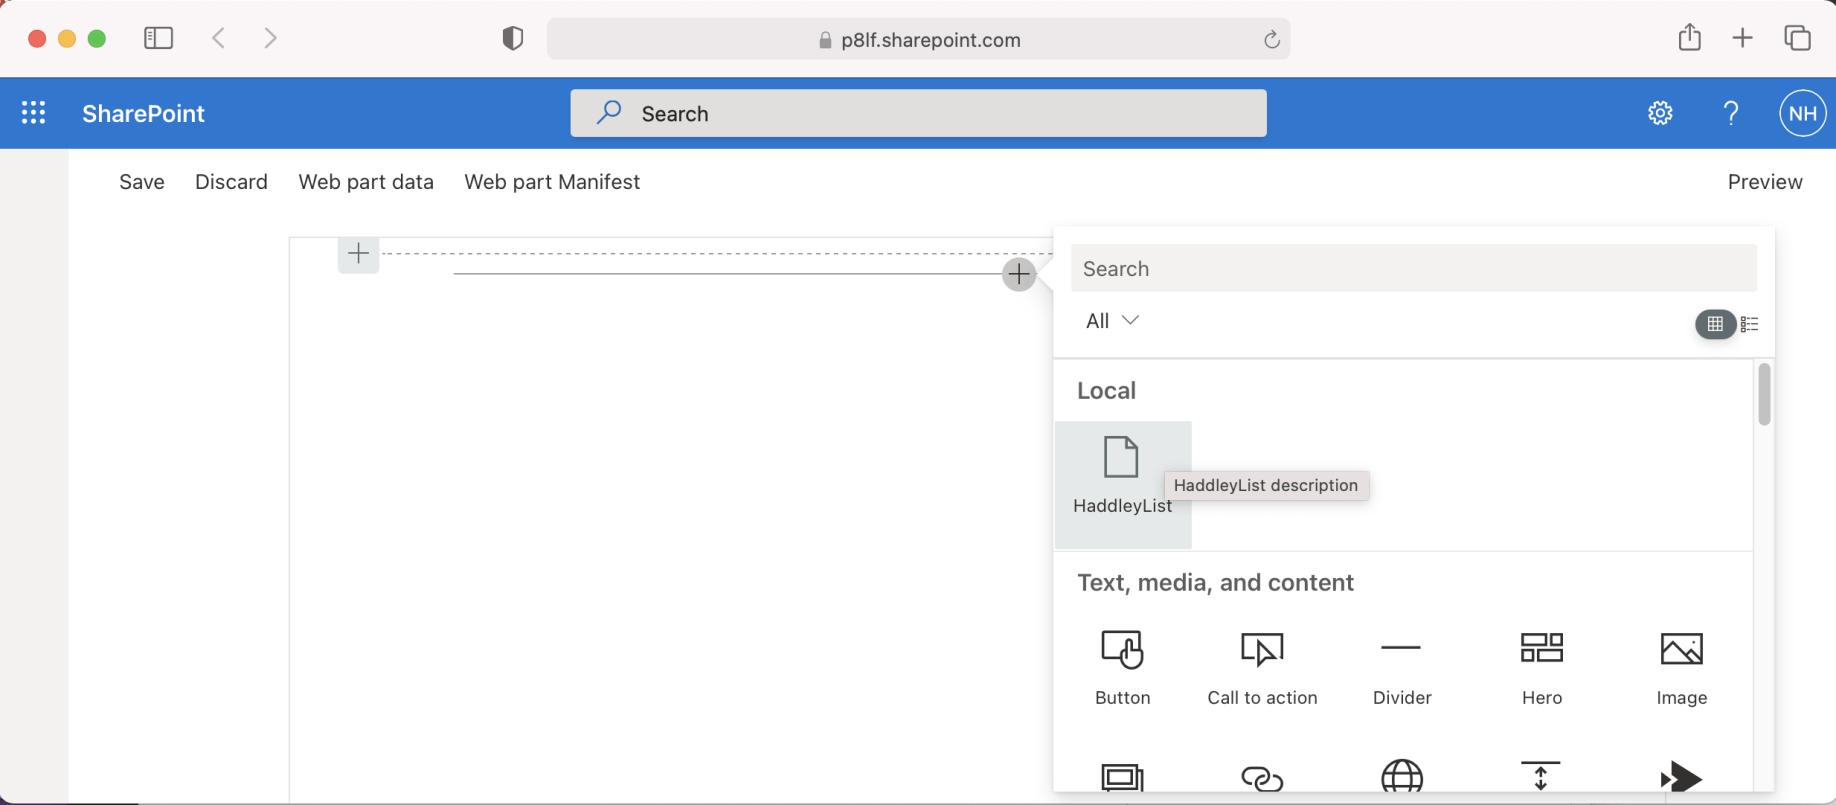 p8lf.sharepoint.com
SharePoint
Search
?
NH
Save Discard Web part data Web part Manifest Preview
Search
All
Local
HaddleyList
HaddleyList description
Text, media, and content
Button Call to action Divider Hero Image